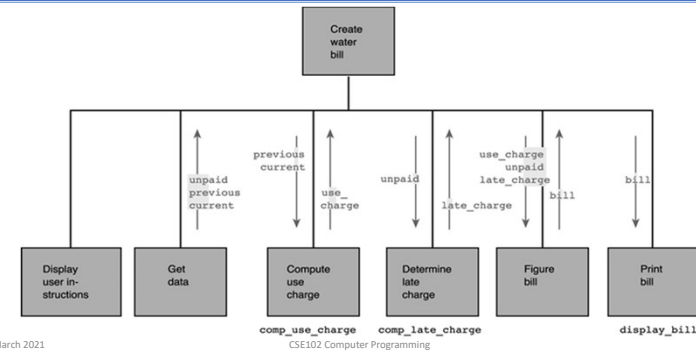 Create
water
bill
previous
current
unpaid
previous
current
use_
charge
unpaid
late_charge
use_charge
unpaid
late_charge
bill
bill
Display
user in-
structions
Get
data
Compute
use
charge
Determine
late
charge
Figure
bill
Print
bill
comp_use_charge
comp_late_charge
display_bill
March 2021
CSE102 Computer Programming